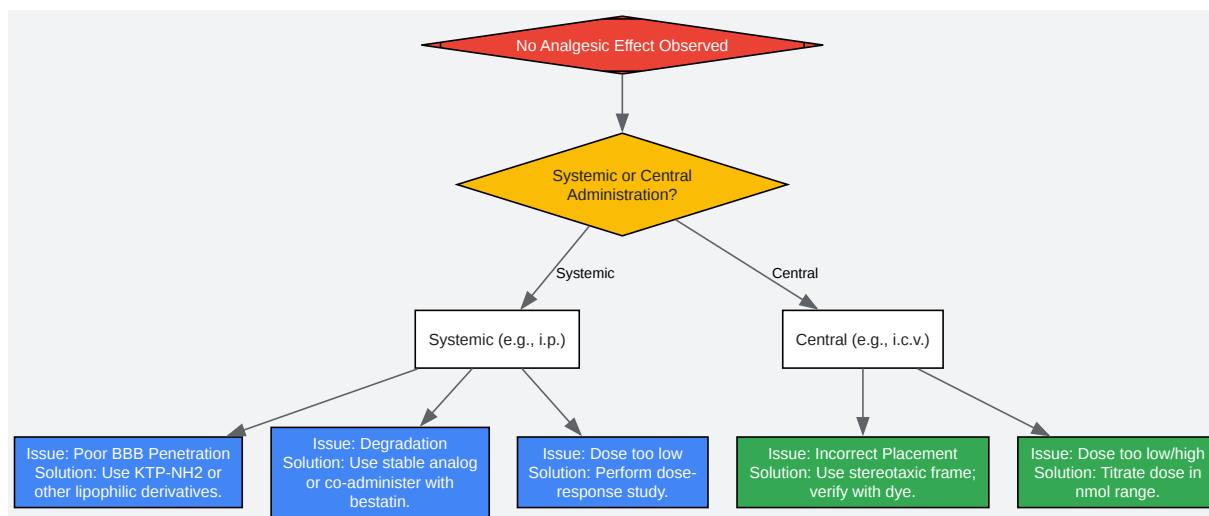 No Analgesic Effect Observed
Systemic or Central
Administration?
Systemic
Central
Systemic (e.g., i.p.)
Central (e.g., i.c.v.)
Issue: Poor BBB Penetration
Solution: Use KTP-NH2 or
other lipophilic derivatives.
Issue: Degradation
Solution: Use stable analog
or co-administer with
bestatin.
Issue: Dose too low
Solution: Perform dose-
response study.
Issue: Incorrect Placement
Solution: Use stereotaxic frame;
verify with dye.
Issue: Dose too low/high
Solution: Titrate dose in
nmol range.